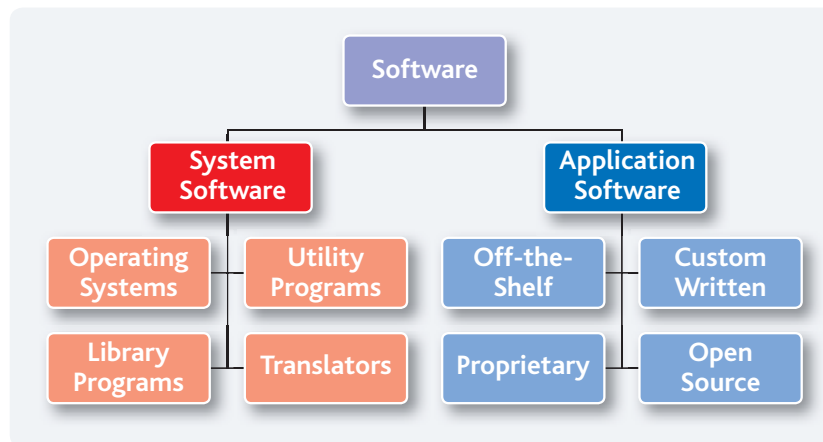 Software
System
Software
Application
Software
Operating
Systems
Utility
Programs
Off-the-
Shelf
Custom
Written
Library
Programs
Translators
Proprietary
Open
Source